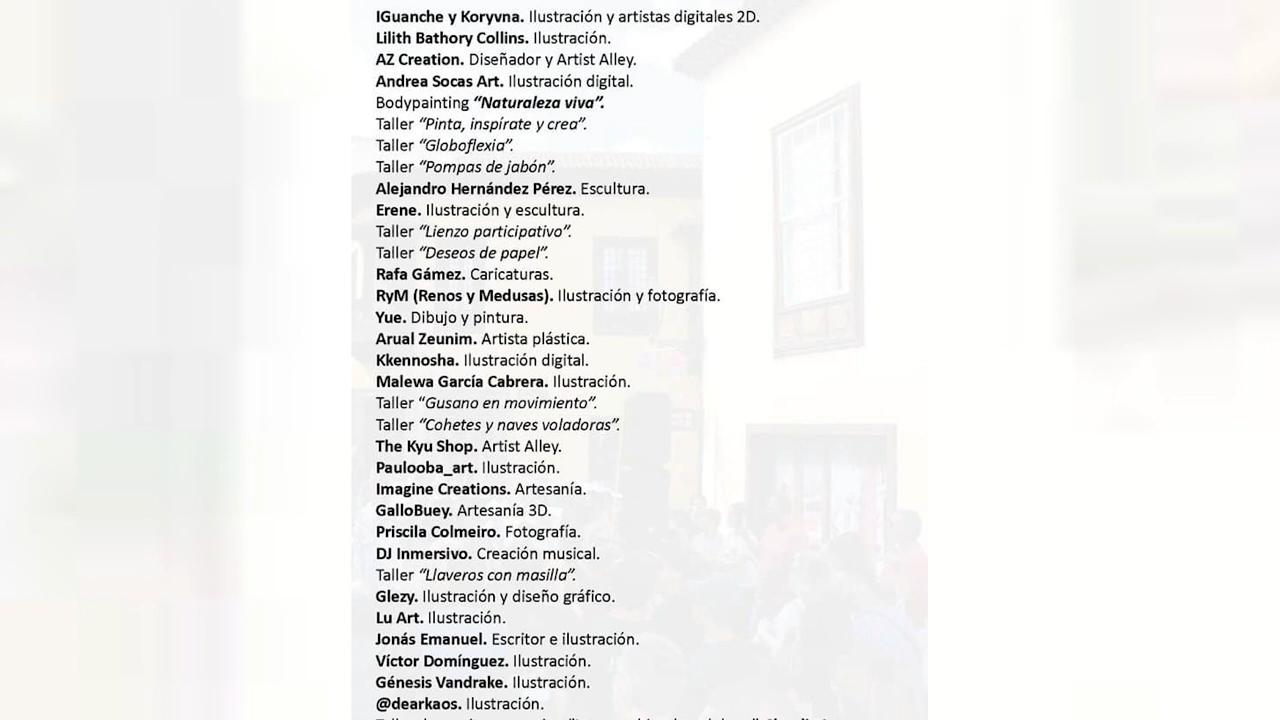 IGuanche y Koryvna. Ilustración y artistas digitales 2D.
Lilith Bathory Collins. Ilustración.
AZ Creation. Diseñador y Artist Alley.
Andrea Socas Art. Ilustración digital.
Bodypainting “Naturaleza viva”.
Taller “Pinta, inspírate y crea”.
Taller “Globoflexia”.
Taller “Pompas de jabón”.
Alejandro Hernández Pérez. Escultura.
Erene. Ilustración y escultura.
Taller “Lienzo participativo”.
Taller “Deseos de papel”.
Rafa Gámez. Caricaturas.
RyM (Renos y Medusas). Ilustración y fotografía.
Yue. Dibujo y pintura.
Arual Zeunim. Artista plástica.
Kkennosha. Ilustración digital.
Malewa García Cabrera. Ilustración.
Taller “Gusano en movimiento”.
Taller “Cohetes y naves voladoras”.
The Kyu Shop. Artist Alley.
Paulooba_art. Ilustración.
Imagine Creations. Artesanía.
GalloBuey. Artesanía 3D.
Priscila Colmeiro. Fotografía.
DJ Inmersivo. Creación musical.
Taller “Llaveros con masilla”.
Glezy. Ilustración y diseño gráfico.
Lu Art. Ilustración.
Jonás Emanuel. Escritor e ilustración.
Víctor Domínguez. Ilustración.
Génesis Vandrake. Ilustración.
@dearkaos. Ilustración.